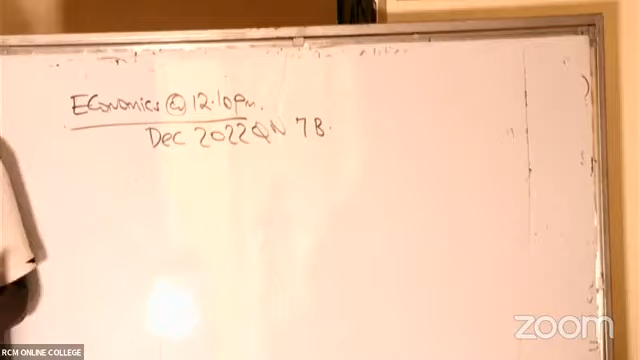 Economics @ 12.10pm.
Dec 2022 QN 7B.
zoom
RCM ONLINE COLLEGE